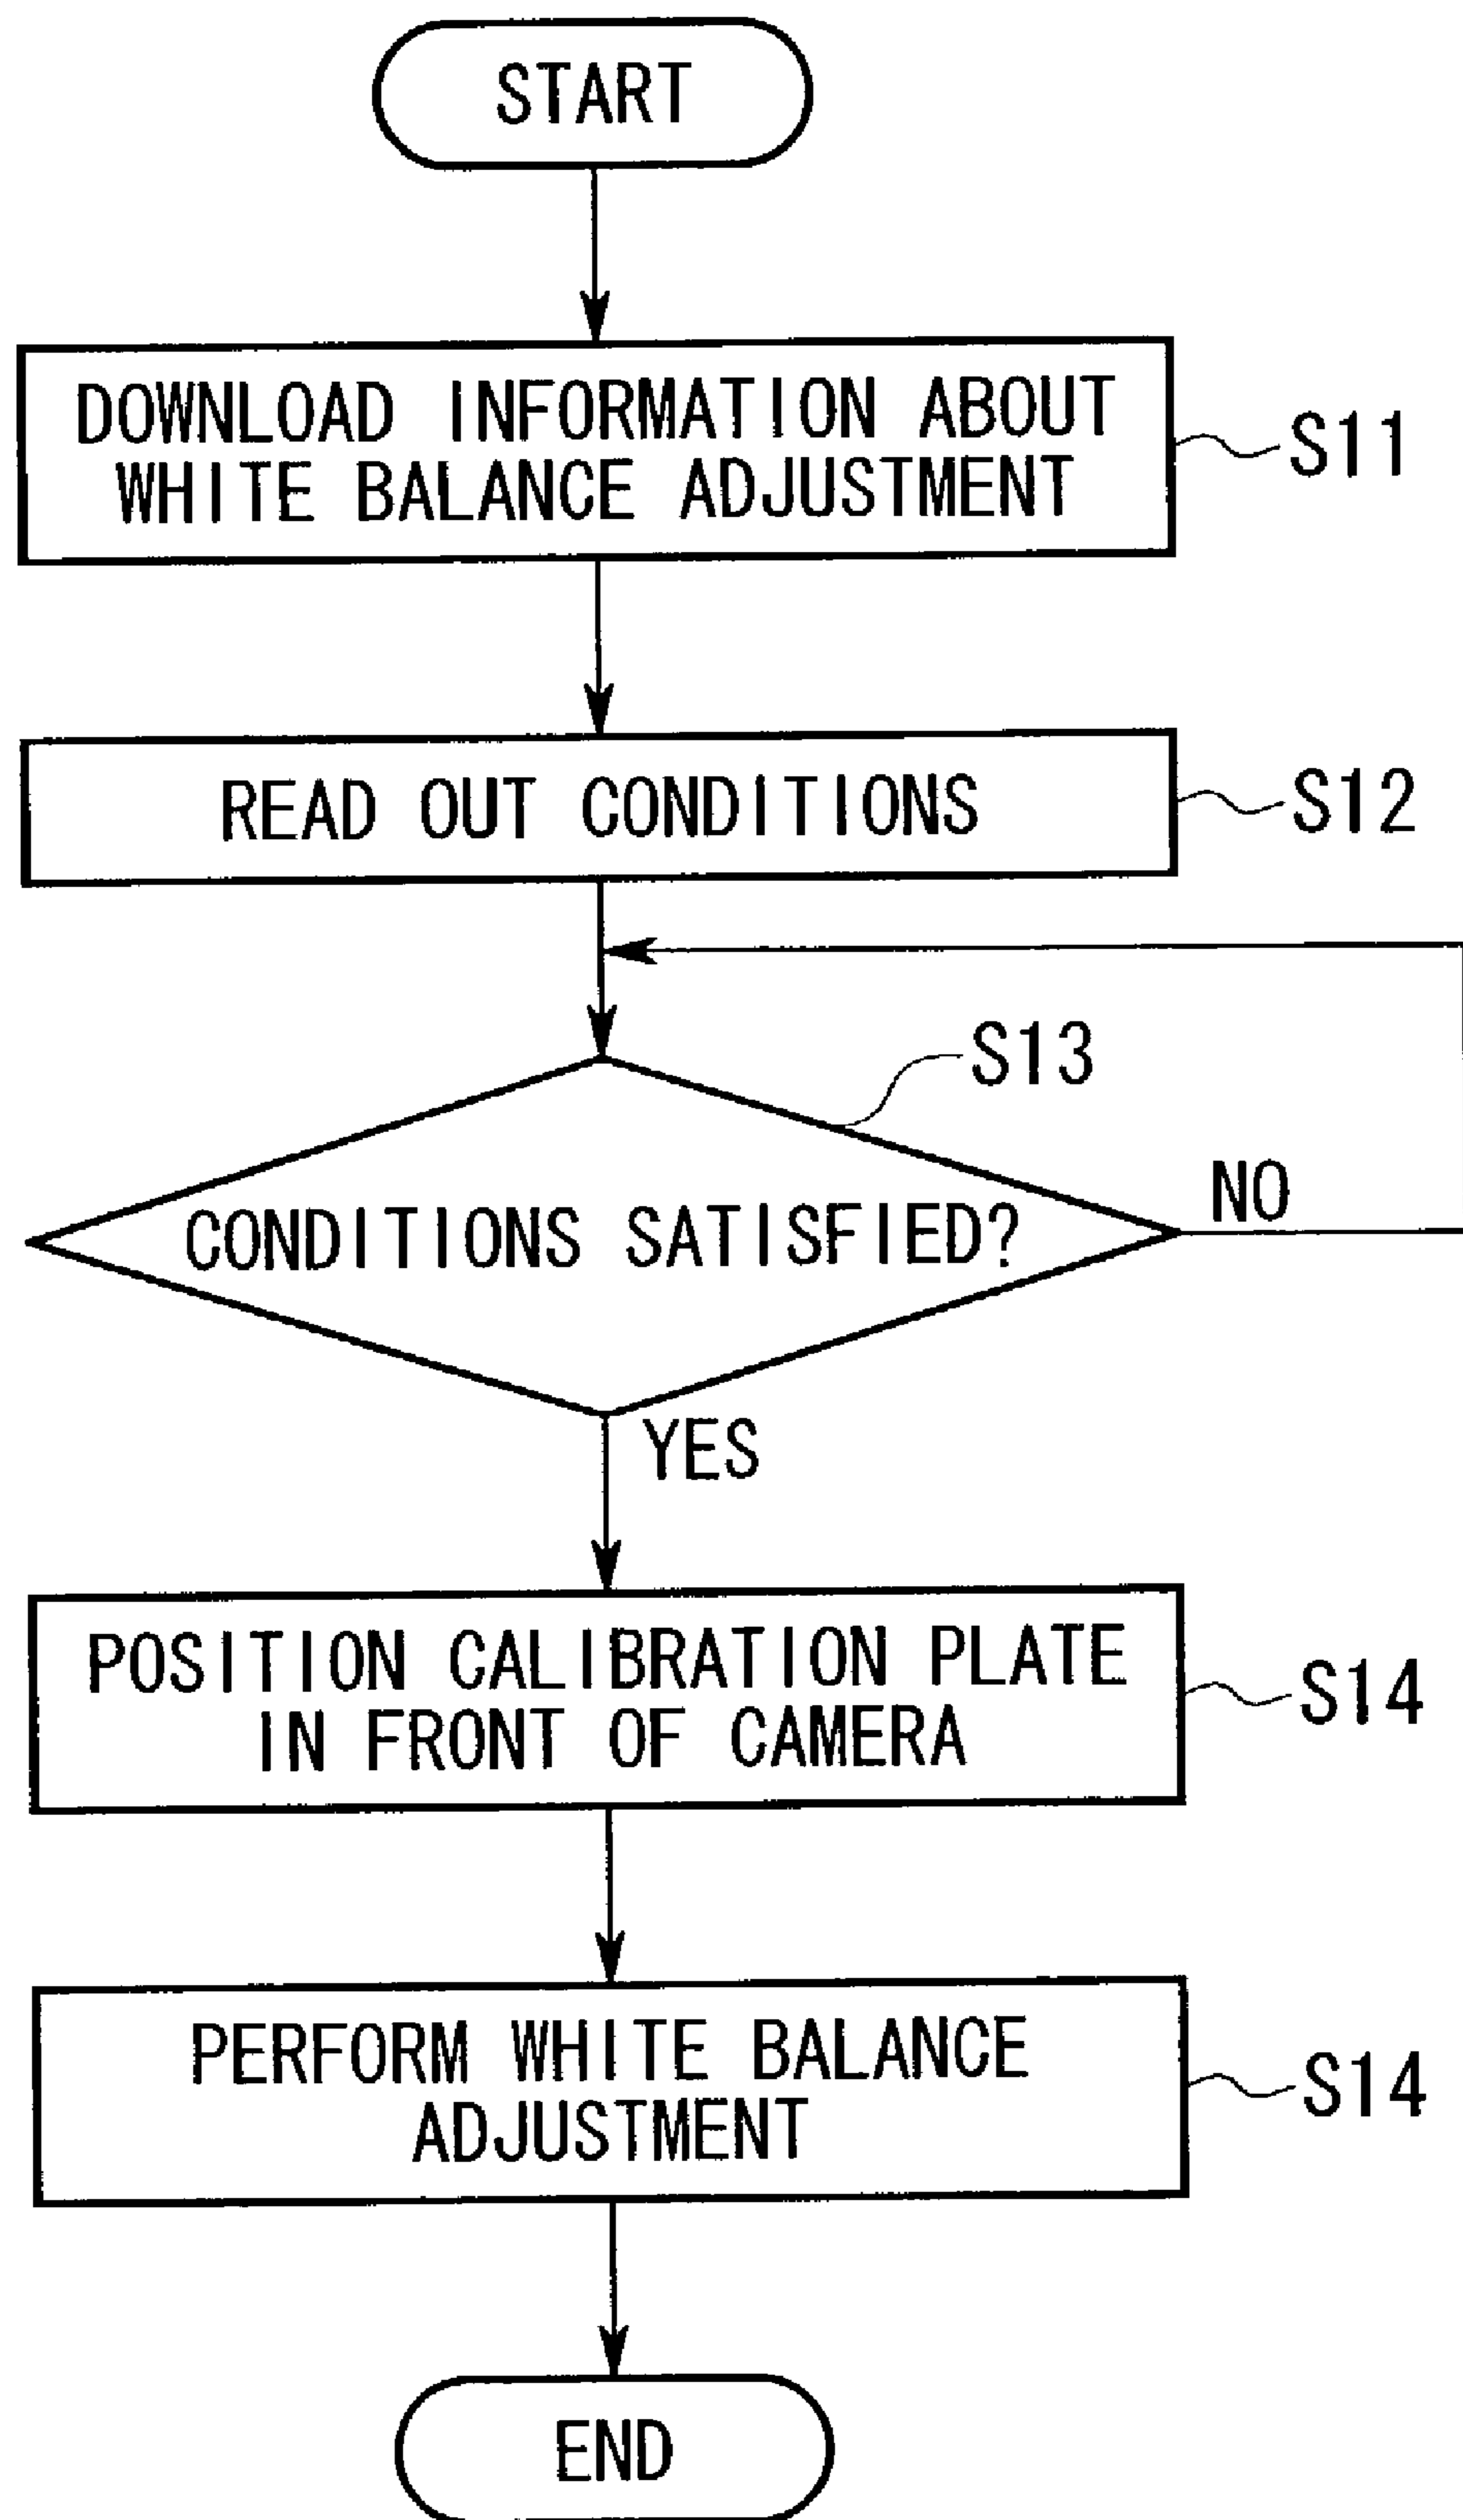 START
DOWNLOAD INFORMATION ABOUT
WHITE BALANCE ADJUSTMENT
S11
READ OUT CONDITIONS
S12
S13
CONDITIONS SATISFIED?
NO
YES
POSITION CALIBRATION PLATE
IN FRONT OF CAMERA
S14
PERFORM WHITE BALANCE
ADJUSTMENT
S14
END